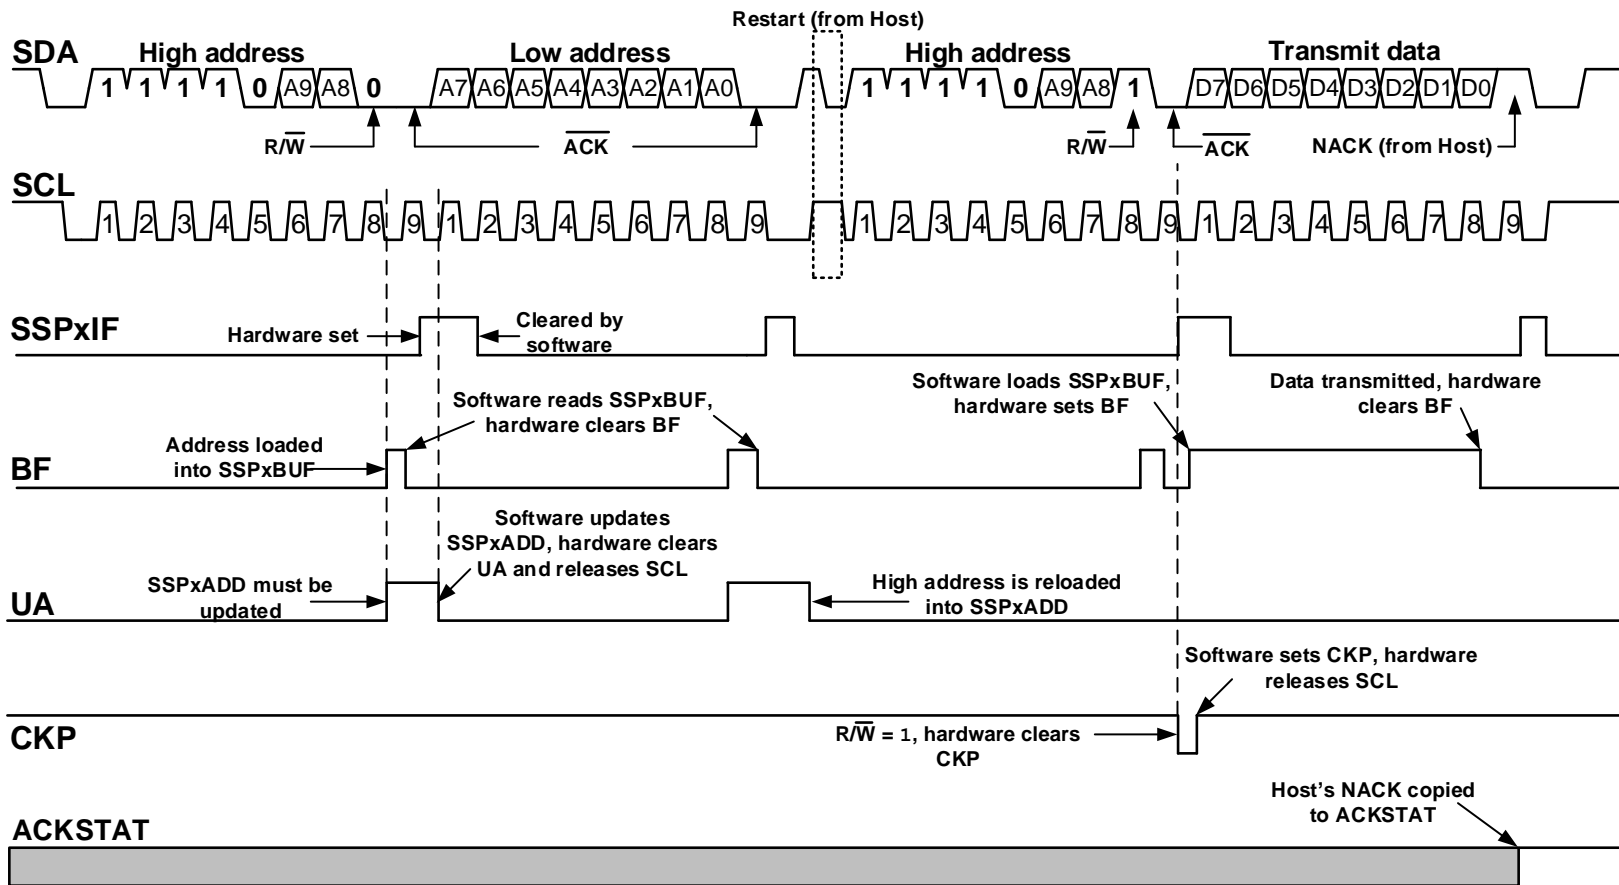 Restart (from Host)
SDA
High address
Low address
High address
Transmit data
1 1 1 1 0 A9 A8 0 A7 A6 A5 A4 A3 A2 A1 A0 1 1 1 1 0 A9 A8 1 D7 D6 D5 D4 D3 D2 D1 D0
R/W̅ A̅C̅K̅ R/W̅ A̅C̅K̅ NACK (from Host)
SCL
1 2 3 4 5 6 7 8 9 1 2 3 4 5 6 7 8 9 1 2 3 4 5 6 7 8 9 1 2 3 4 5 6 7 8 9
SSPxIF
Hardware set
Cleared by
software
Software reads SSPxBUF,
hardware clears BF
Software loads SSPxBUF,
hardware sets BF
Data transmitted, hardware
clears BF
BF
Address loaded
into SSPxBUF
Software updates
SSPxADD, hardware clears
UA and releases SCL
UA
SSPxADD must be
updated
High address is reloaded
into SSPxADD
Software sets CKP, hardware
releases SCL
CKP
R/W̅ = 1, hardware clears
CKP
Host's NACK copied
to ACKSTAT
ACKSTAT